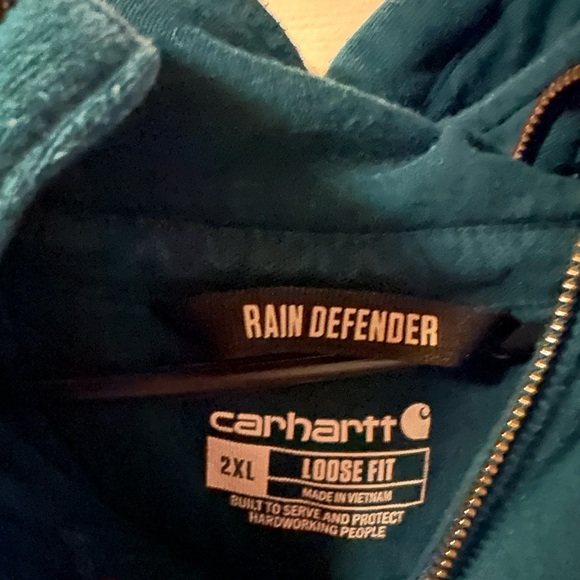 RAIN DEFENDER
carhartt
2XL LOOSE FIT
MADE IN VIETNAM
BUILT TO SERVE AND PROTECT
HARDWORKING PEOPLE